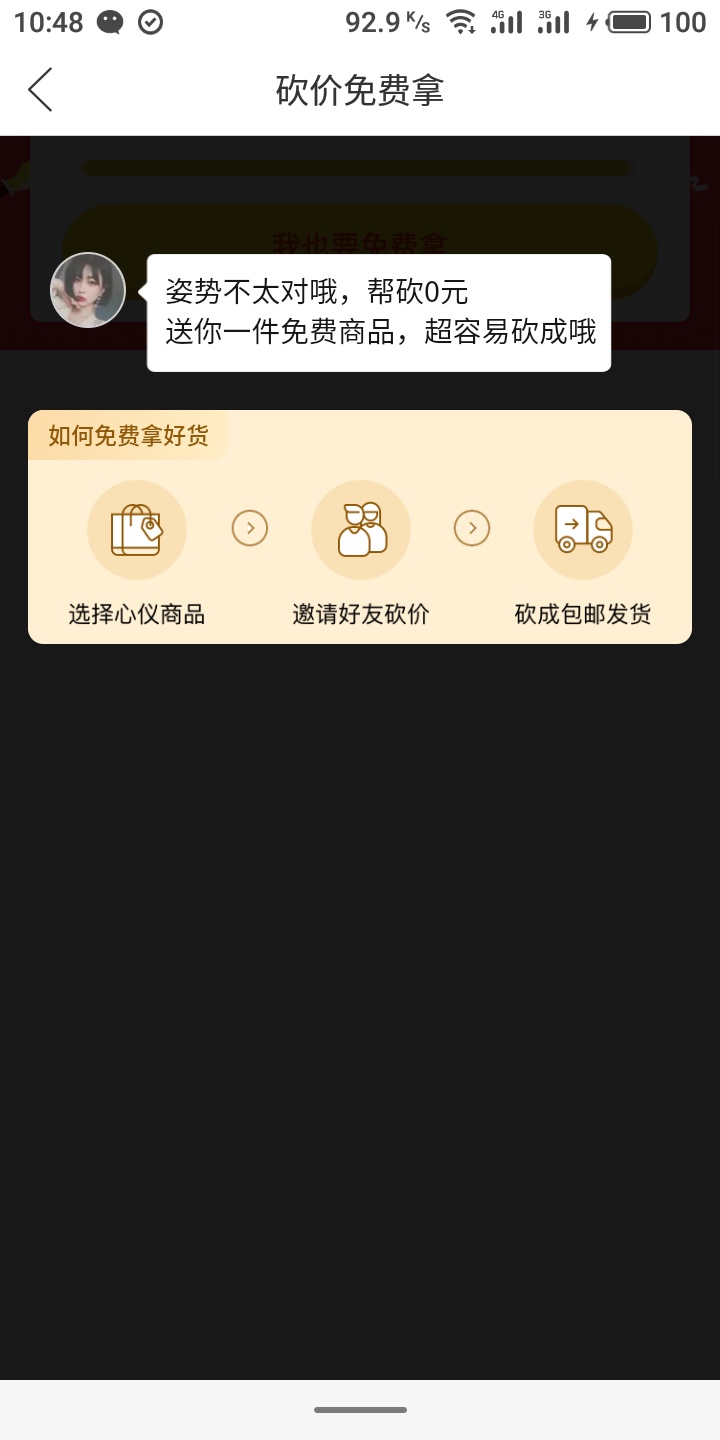 10:48 92.9 K/s 4G 3G 100
砍价免费拿
我也要免费拿
姿势不太对哦，帮砍0元
送你一件免费商品，超容易砍成哦
如何免费拿好货
选择心仪商品 邀请好友砍价 砍成包邮发货